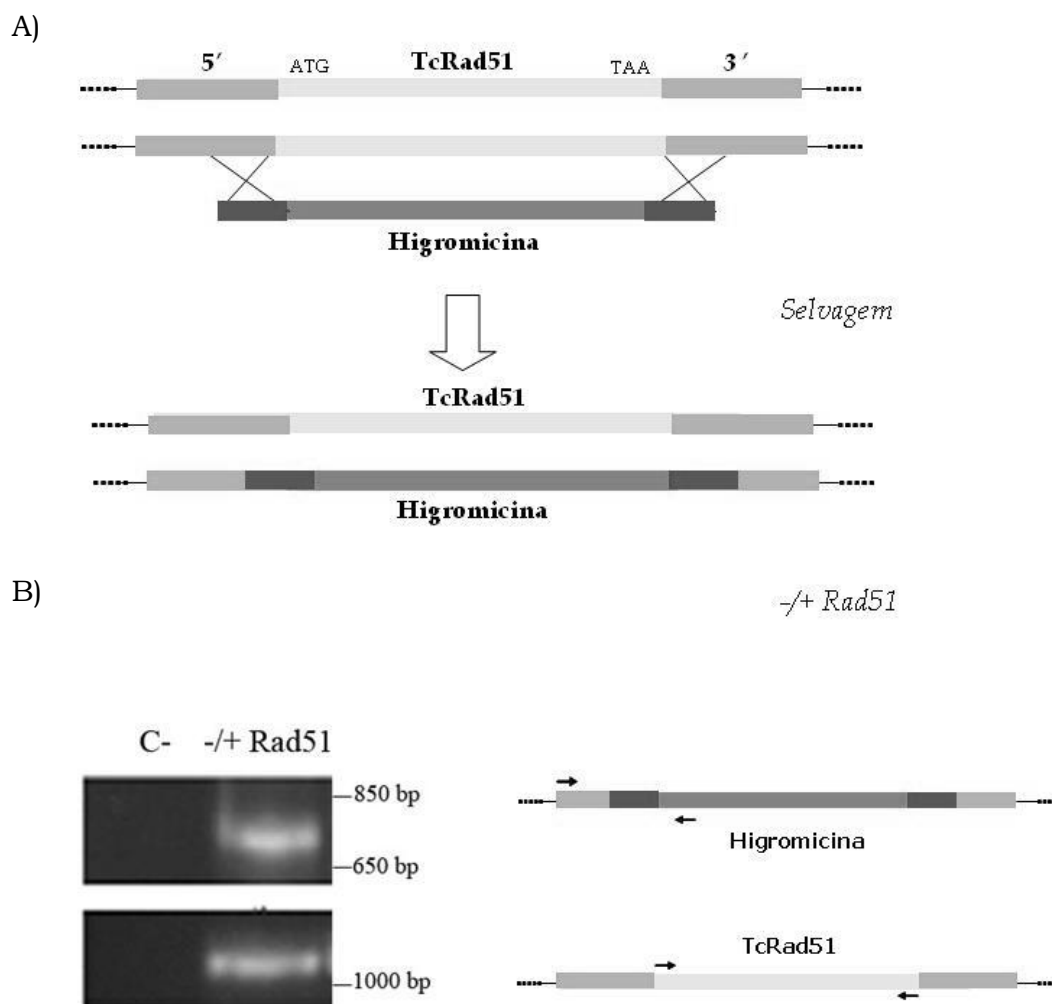 A)
5′ ATG TcRad51 TAA 3′
Higromicina
Selvagem
TcRad51
Higromicina
B)
-/+ Rad51
C- -/+ Rad51
850 bp
650 bp
Higromicina
TcRad51
1000 bp